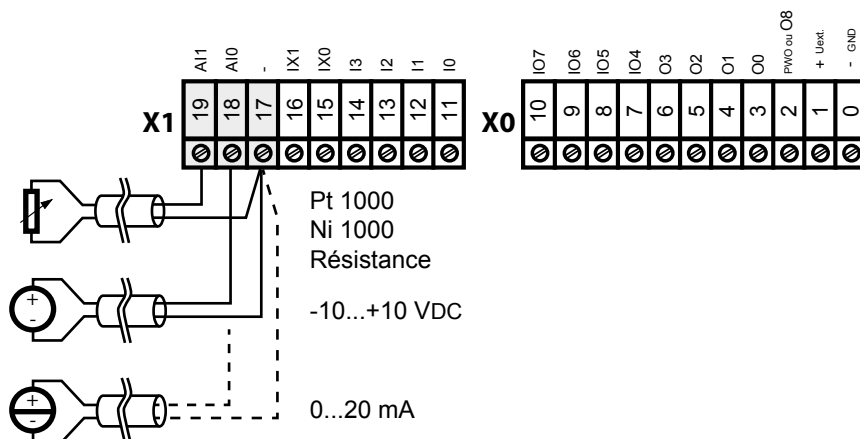 AI1 AI0 - IX1 IX0 I3 I2 I1 I0
X1 19 18 17 16 15 14 13 12 11
IO7 IO6 IO5 IO4 O3 O2 O1 O0 PWO ou O8 + Uext. - GND
X0 10 9 8 7 6 5 4 3 2 1 0
Pt 1000
Ni 1000
Résistance
+
-
-10...+10 VDC
+
-
0...20 mA